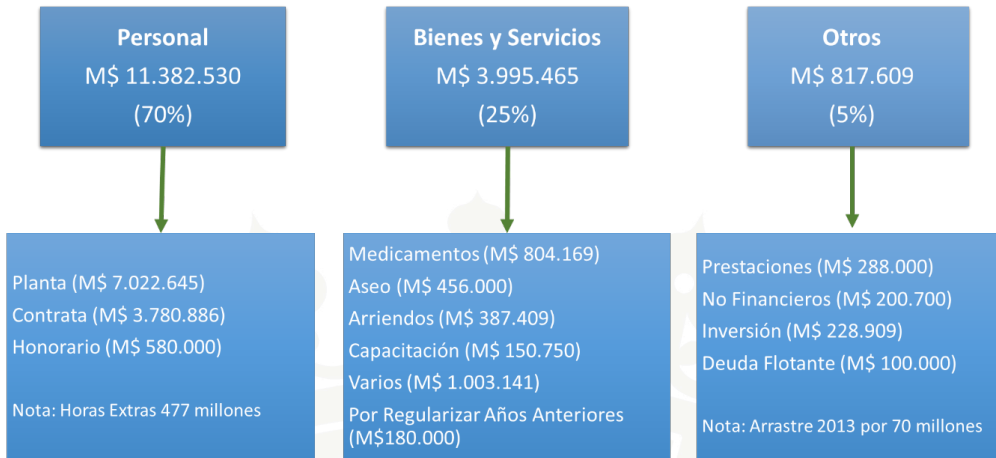 Personal
M$ 11.382.530
(70%)
Bienes y Servicios
M$ 3.995.465
(25%)
Otros
M$ 817.609
(5%)
Planta (M$ 7.022.645)
Contrata (M$ 3.780.886)
Honorario (M$ 580.000)
Nota: Horas Extras 477 millones
Medicamentos (M$ 804.169)
Aseo (M$ 456.000)
Arriendos (M$ 387.409)
Capacitación (M$ 150.750)
Varios (M$ 1.003.141)
Por Regularizar Años Anteriores
(M$180.000)
Prestaciones (M$ 288.000)
No Financieros (M$ 200.700)
Inversión (M$ 228.909)
Deuda Flotante (M$ 100.000)
Nota: Arrastre 2013 por 70 millones